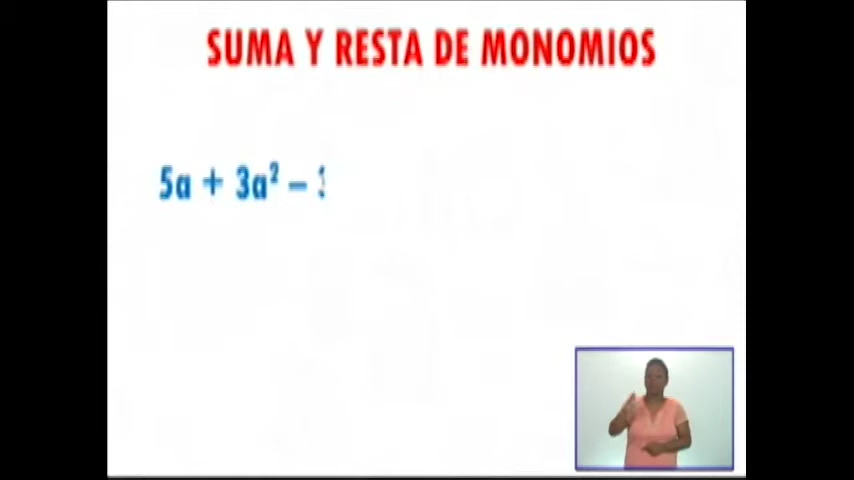 SUMA Y RESTA DE MONOMIOS
5a + 3a² –